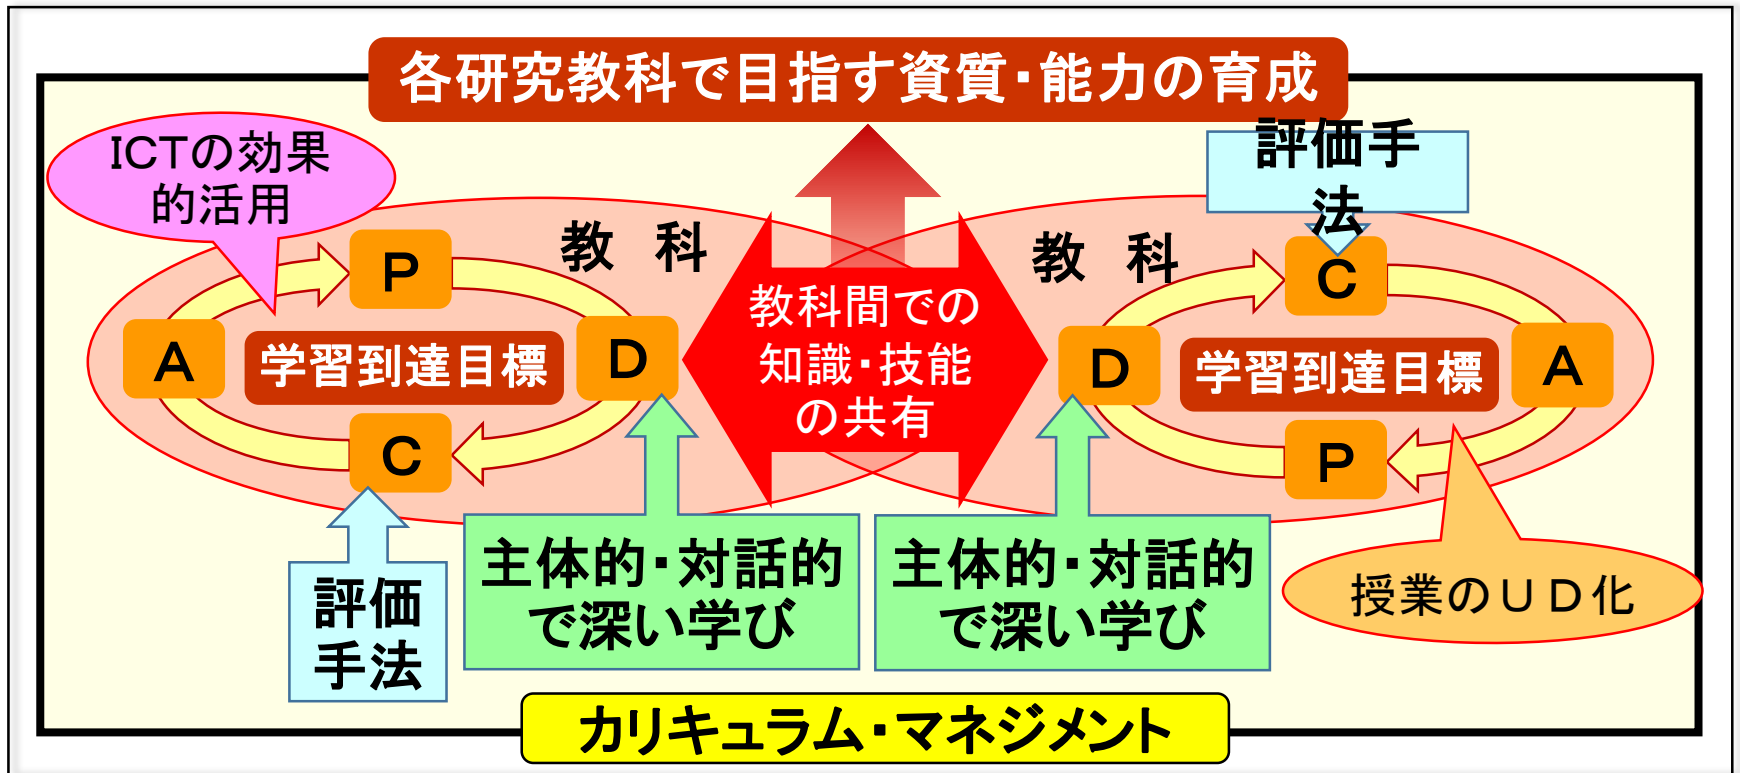 各研究教科で目指す資質・能力の育成
ICTの効果
的活用
評価手
法
教　科
教　科
P
C
教科間での
知識・技能
の共有
A
学習到達目標
D
D
学習到達目標
A
C
P
主体的・対話的
で深い学び
主体的・対話的
で深い学び
評価
手法
授業のＵＤ化
カリキュラム・マネジメント